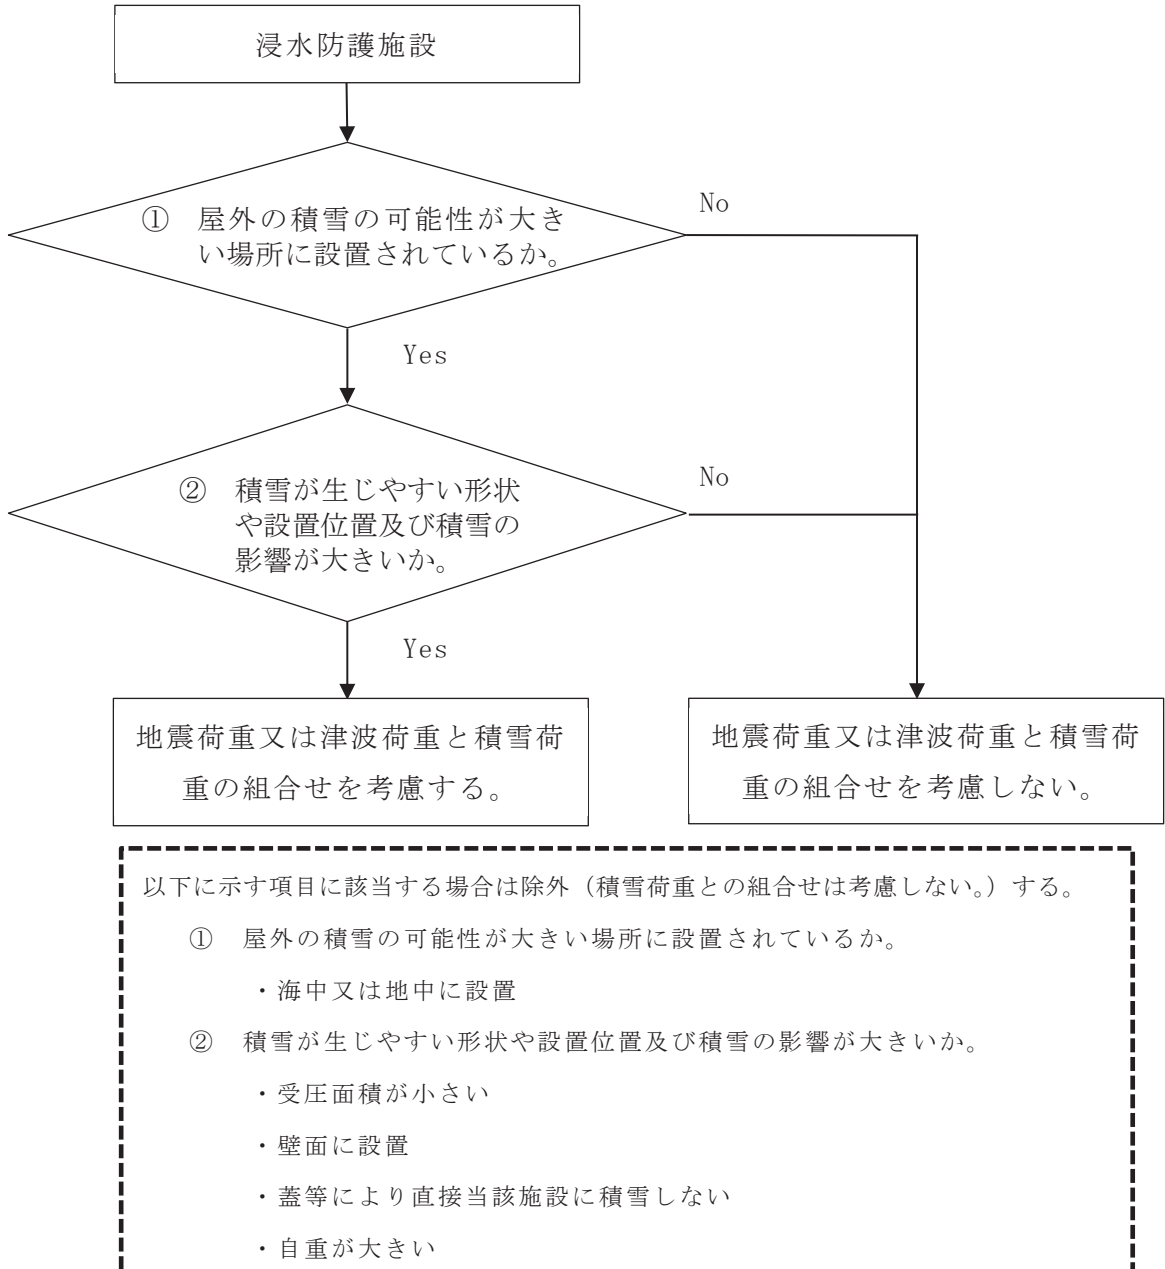 浸水防護施設
① 屋外の積雪の可能性が大き
い場所に設置されているか。
No
Yes
② 積雪が生じやすい形状
や設置位置及び積雪の
影響が大きいか。
No
Yes
地震荷重又は津波荷重と積雪荷
重の組合せを考慮する。
地震荷重又は津波荷重と積雪荷
重の組合せを考慮しない。
以下に示す項目に該当する場合は除外（積雪荷重との組合せは考慮しない。）する。
① 屋外の積雪の可能性が大きい場所に設置されているか。
・海中又は地中に設置
② 積雪が生じやすい形状や設置位置及び積雪の影響が大きいか。
・受圧面積が小さい
・壁面に設置
・蓋等により直接当該施設に積雪しない
・自重が大きい